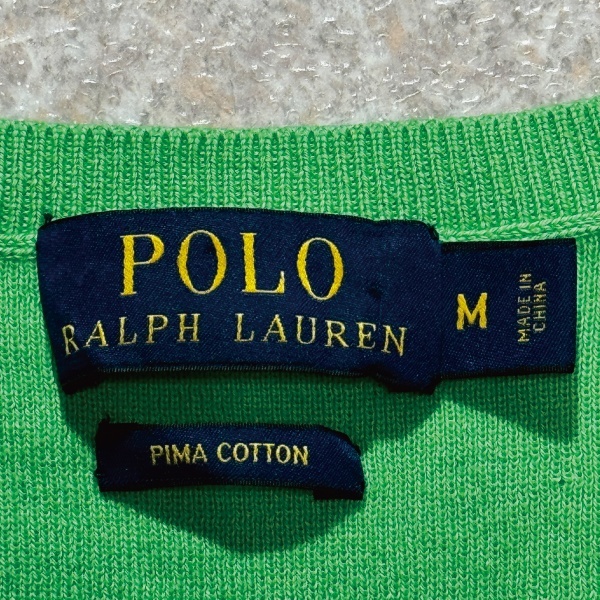 POLO
RALPH LAUREN
M
MADE IN
CHINA
PIMA COTTON